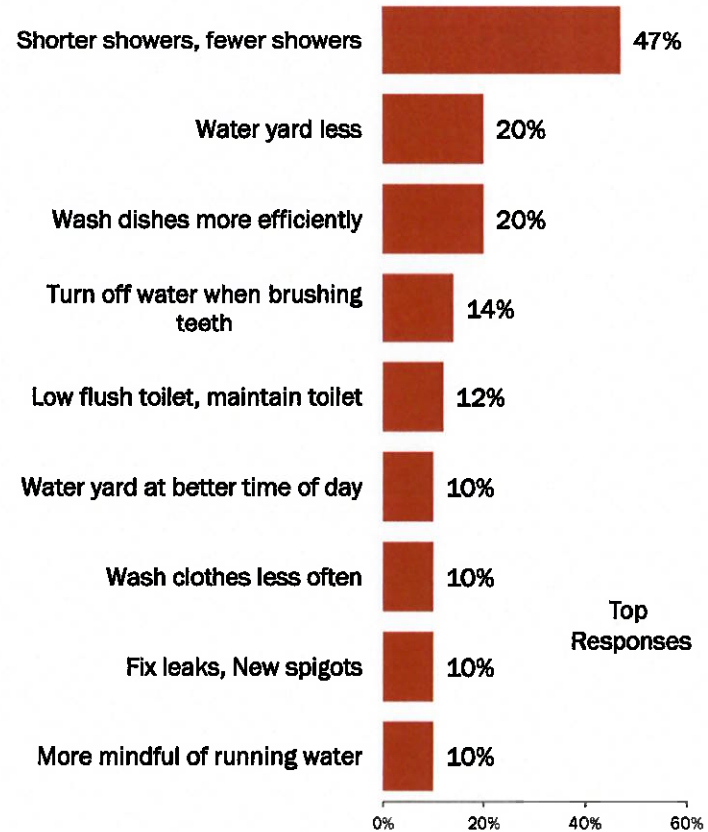 Shorter showers, fewer showers 47%
Water yard less 20%
Wash dishes more efficiently 20%
Turn off water when brushing
teeth 14%
Low flush toilet, maintain toilet 12%
Water yard at better time of day 10%
Wash clothes less often 10%
Top
Responses
Fix leaks, New spigots 10%
More mindful of running water 10%
0% 20% 40% 60%